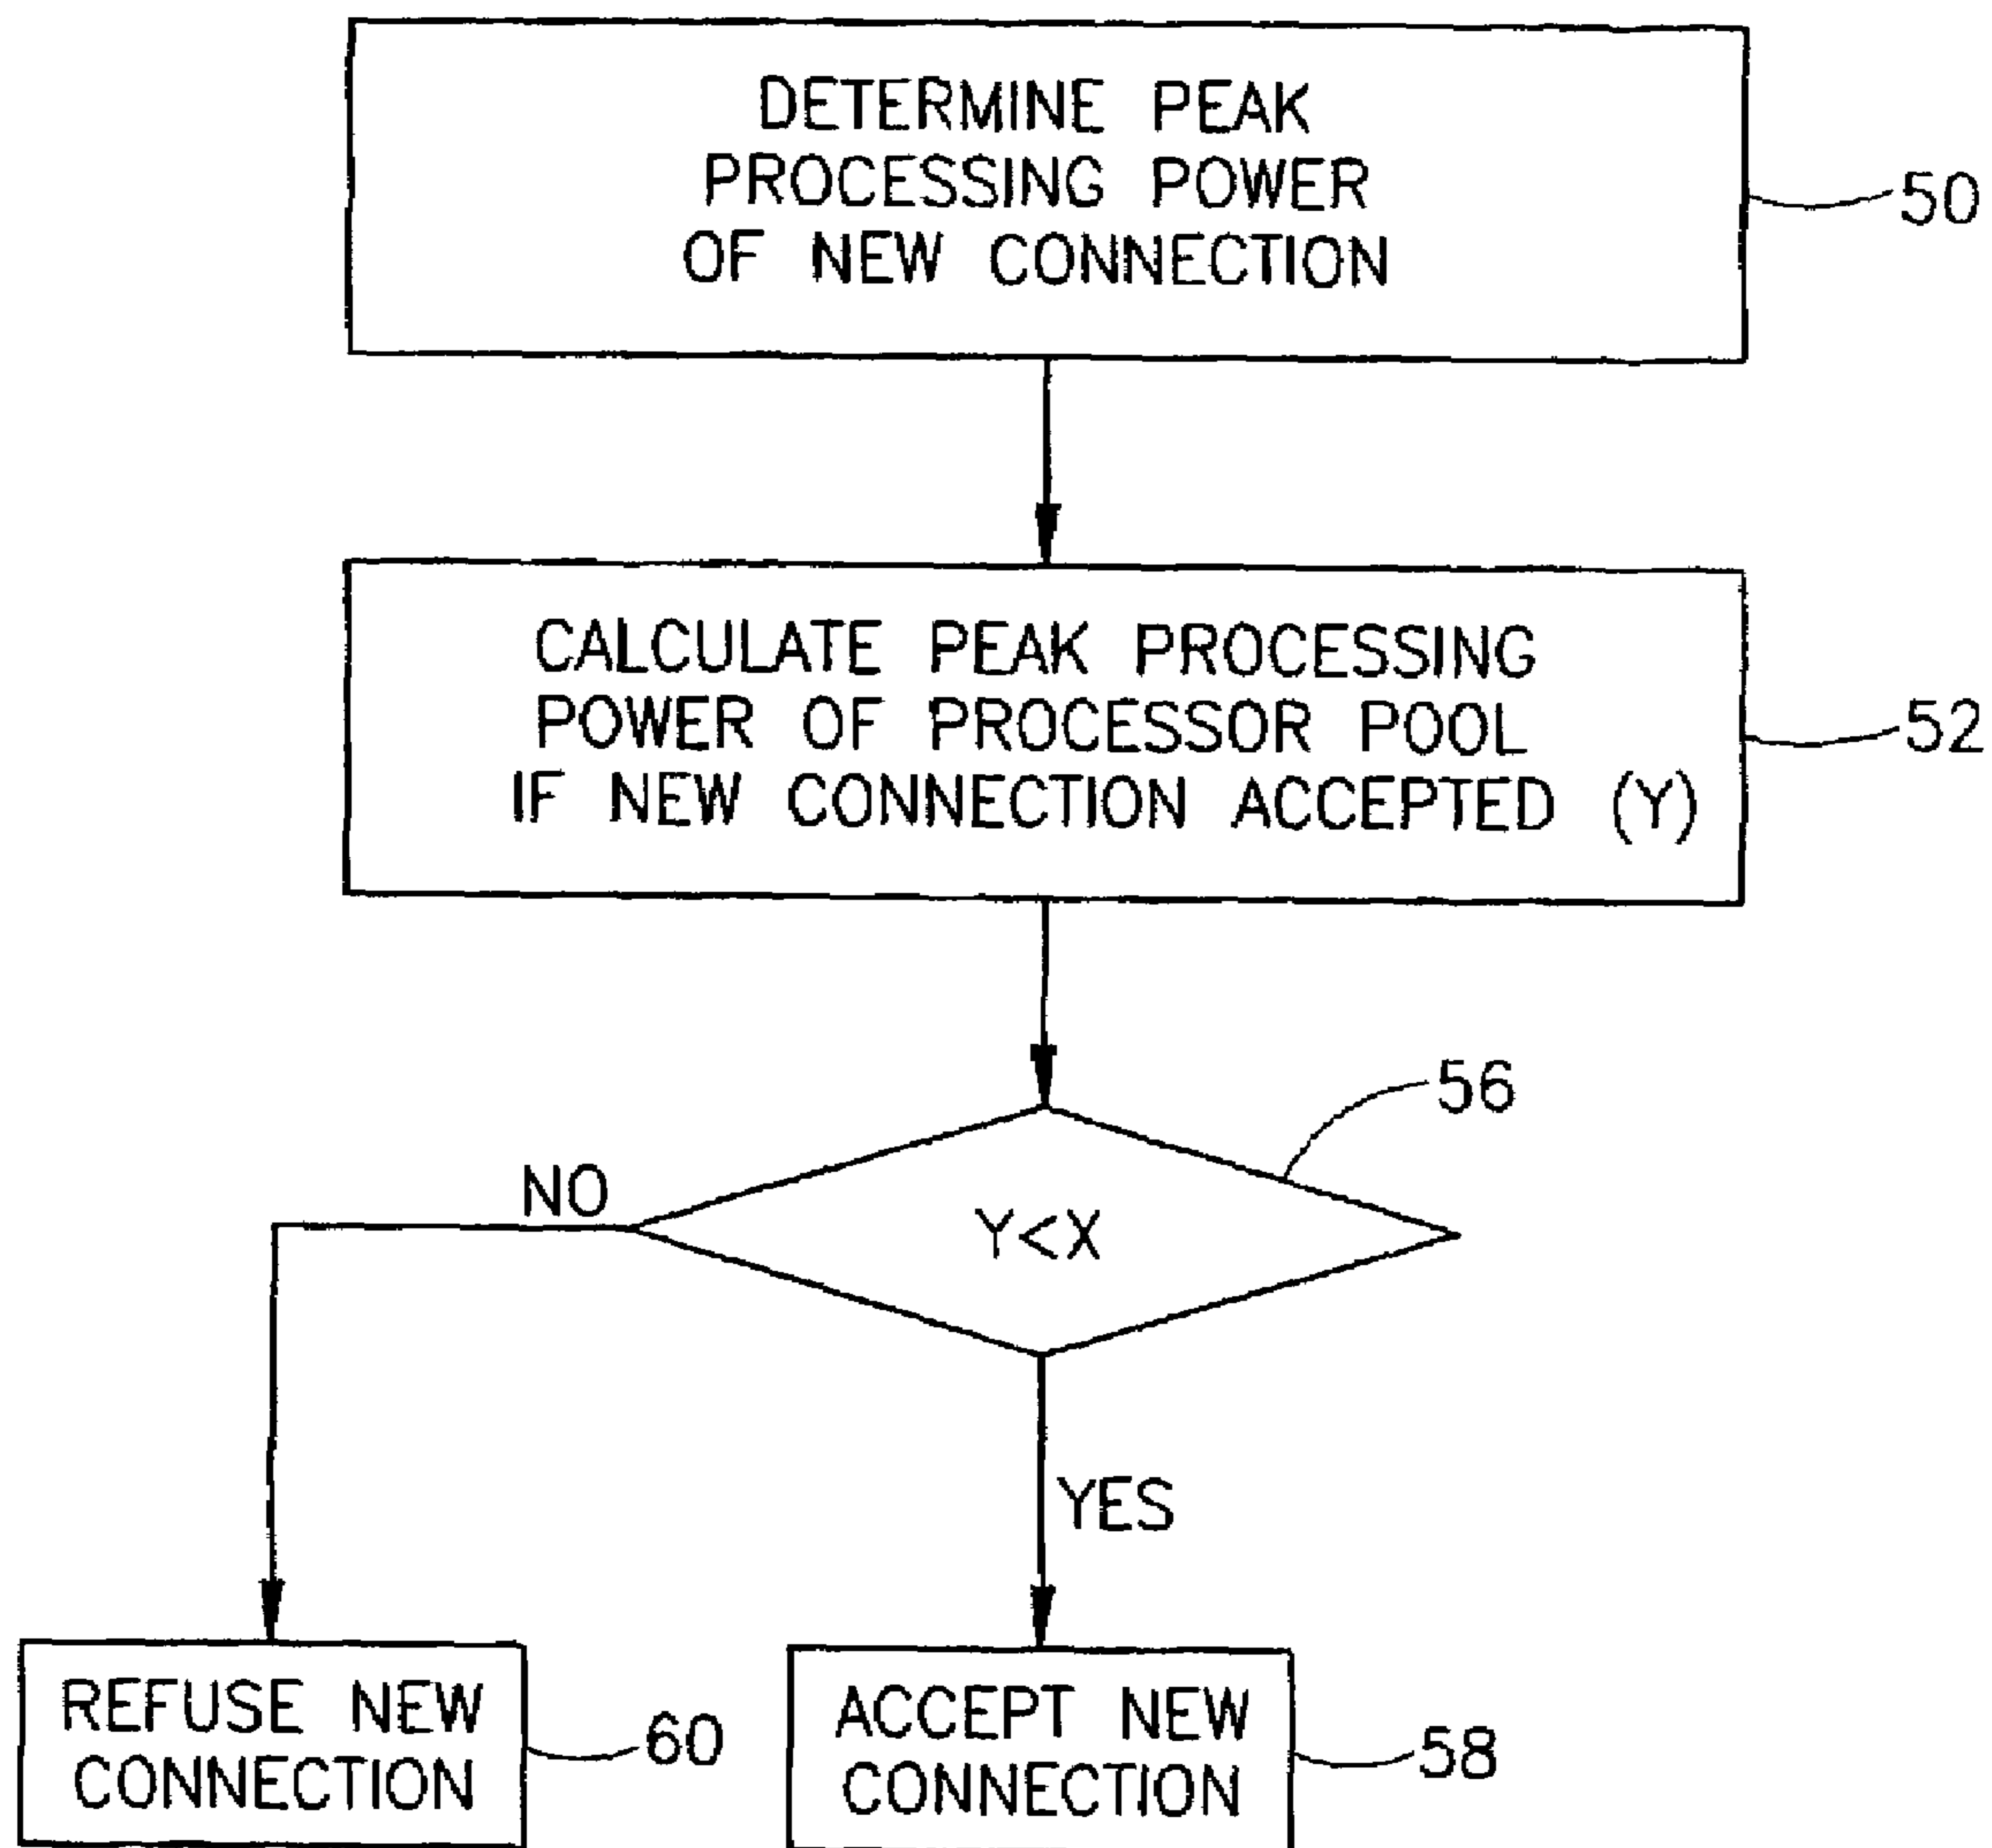 DETERMINE PEAK
PROCESSING POWER
OF NEW CONNECTION
50
CALCULATE PEAK PROCESSING
POWER OF PROCESSOR POOL
IF NEW CONNECTION ACCEPTED (Y)
52
56
NO
Y<X
YES
REFUSE NEW
CONNECTION
60
ACCEPT NEW
CONNECTION
58